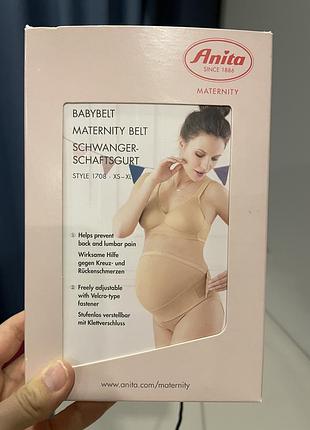 Anita
SINCE 1886
MATERNITY
BABYBELT
MATERNITY BELT
SCHWANGER-
SCHAFTSGURT
STYLE 1708 · XS–XL
① Helps prevent
back and lumbar pain
Wirksame Hilfe
gegen Kreuz- und
Rückenschmerzen
② Freely adjustable
with Velcro-type
fastener
Stufenlos verstellbar
mit Klettverschluss
www.anita.com/maternity